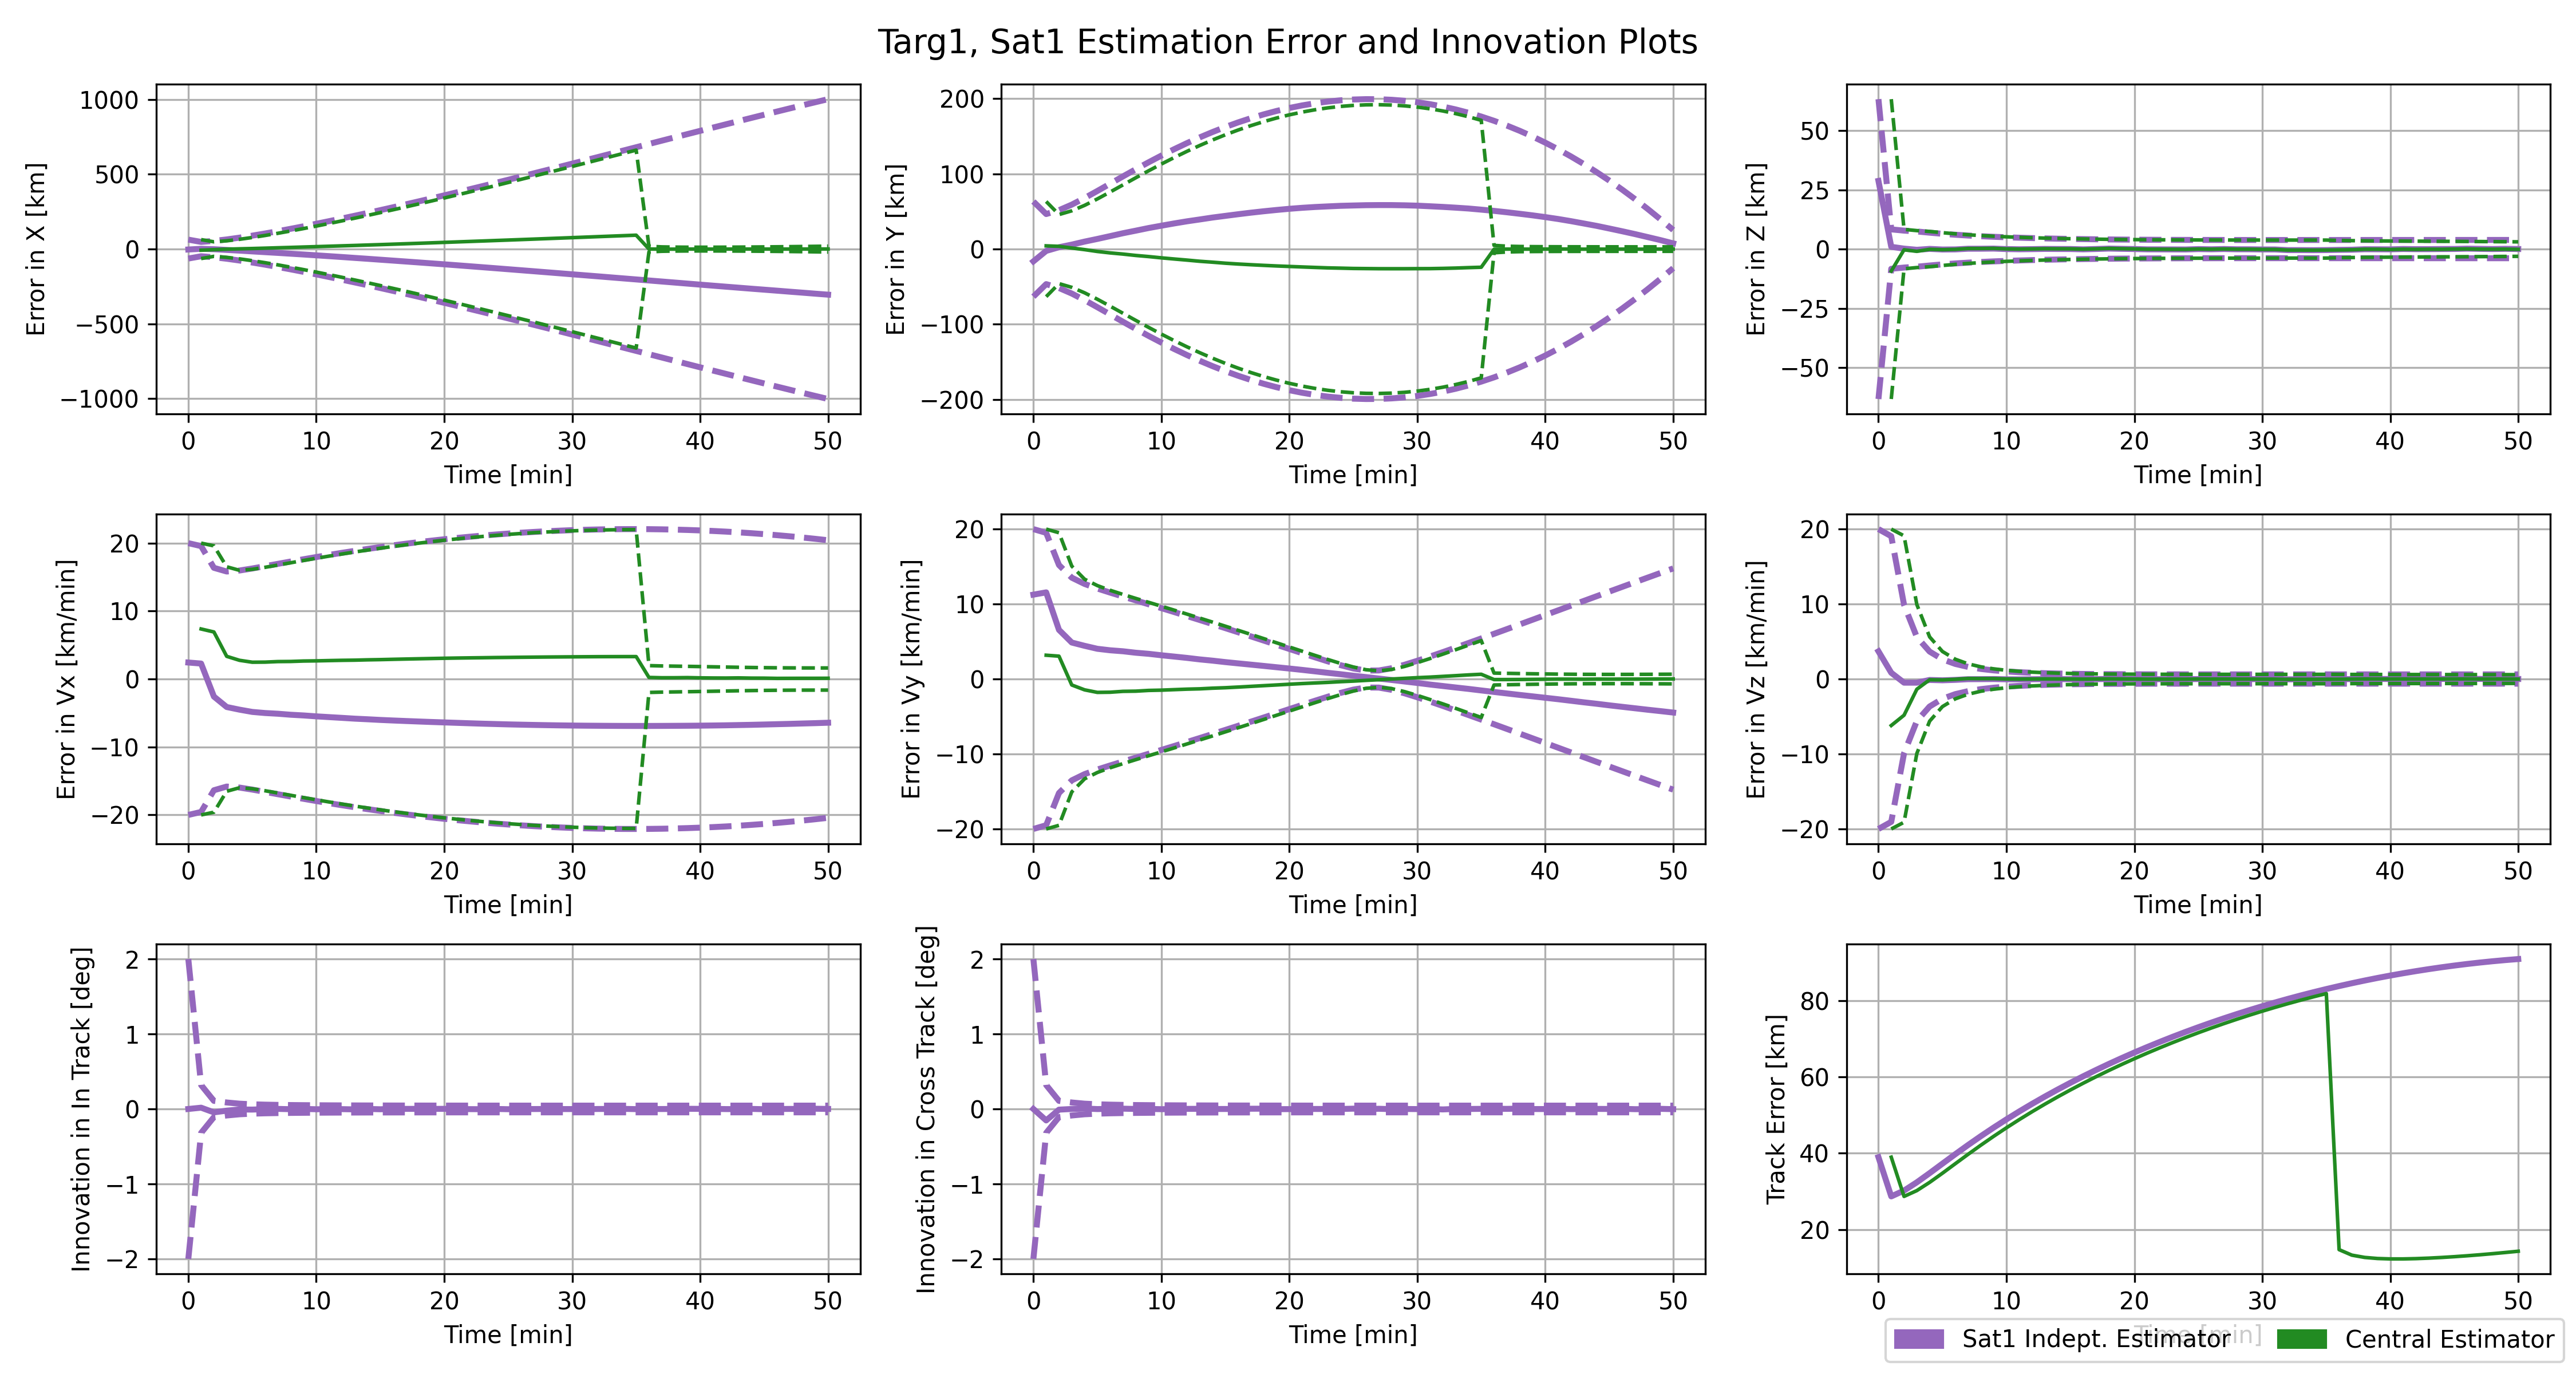 Targ1, Sat1 Estimation Error and Innovation Plots
Error in X [km]
1000
500
0
−500
−1000
0 10 20 30 40 50
Time [min]
Error in Y [km]
200
100
0
−100
−200
0 10 20 30 40 50
Time [min]
Error in Z [km]
50
25
0
−25
−50
0 10 20 30 40 50
Time [min]
Error in Vx [km/min]
20
10
0
−10
−20
0 10 20 30 40 50
Time [min]
Error in Vy [km/min]
20
10
0
−10
−20
0 10 20 30 40 50
Time [min]
Error in Vz [km/min]
20
10
0
−10
−20
0 10 20 30 40 50
Time [min]
Innovation in In Track [deg]
2
1
0
−1
−2
0 10 20 30 40 50
Time [min]
Innovation in Cross Track [deg]
2
1
0
−1
−2
0 10 20 30 40 50
Time [min]
Track Error [km]
80
60
40
20
0 10 20 30 40 50
Time [min]
Sat1 Indept. Estimator Central Estimator